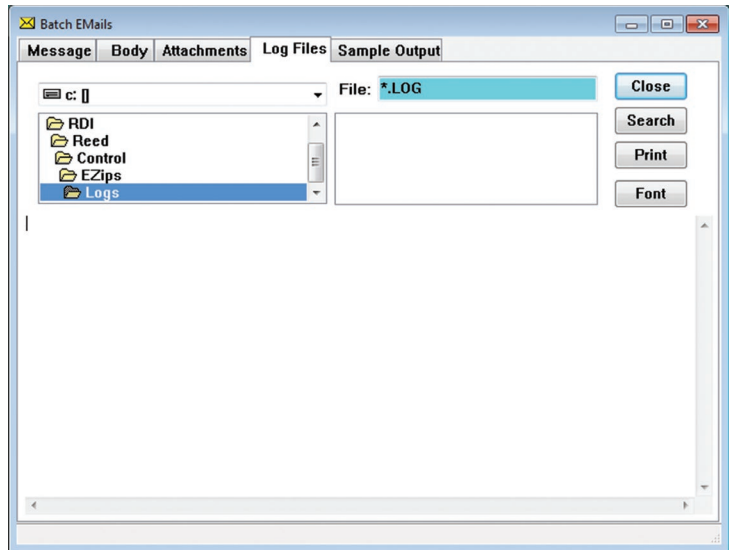 Batch EMails
Message Body Attachments Log Files Sample Output
c: []
File: *.LOG
Close
RDI
Reed
Control
EZips
Logs
Search
Print
Font